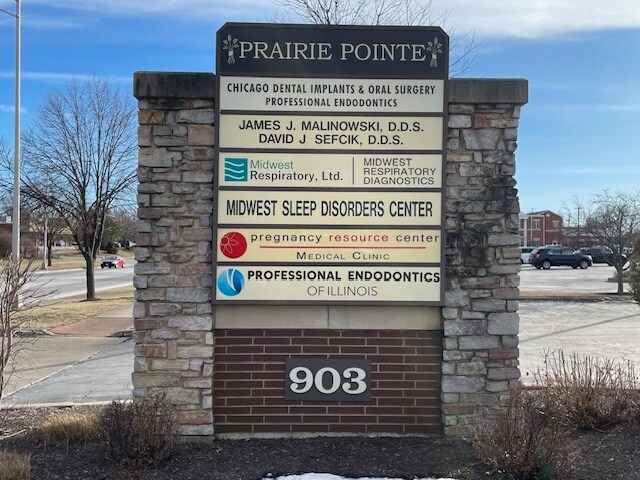 PRAIRIE POINTE
CHICAGO DENTAL IMPLANTS & ORAL SURGERY
PROFESSIONAL ENDODONTICS
JAMES J. MALINOWSKI, D.D.S.
DAVID J SEFCIK, D.D.S.
Midwest
Respiratory, Ltd.
MIDWEST
RESPIRATORY
DIAGNOSTICS
MIDWEST SLEEP DISORDERS CENTER
pregnancy resource center
MEDICAL CLINIC
PROFESSIONAL ENDODONTICS
OF ILLINOIS
903